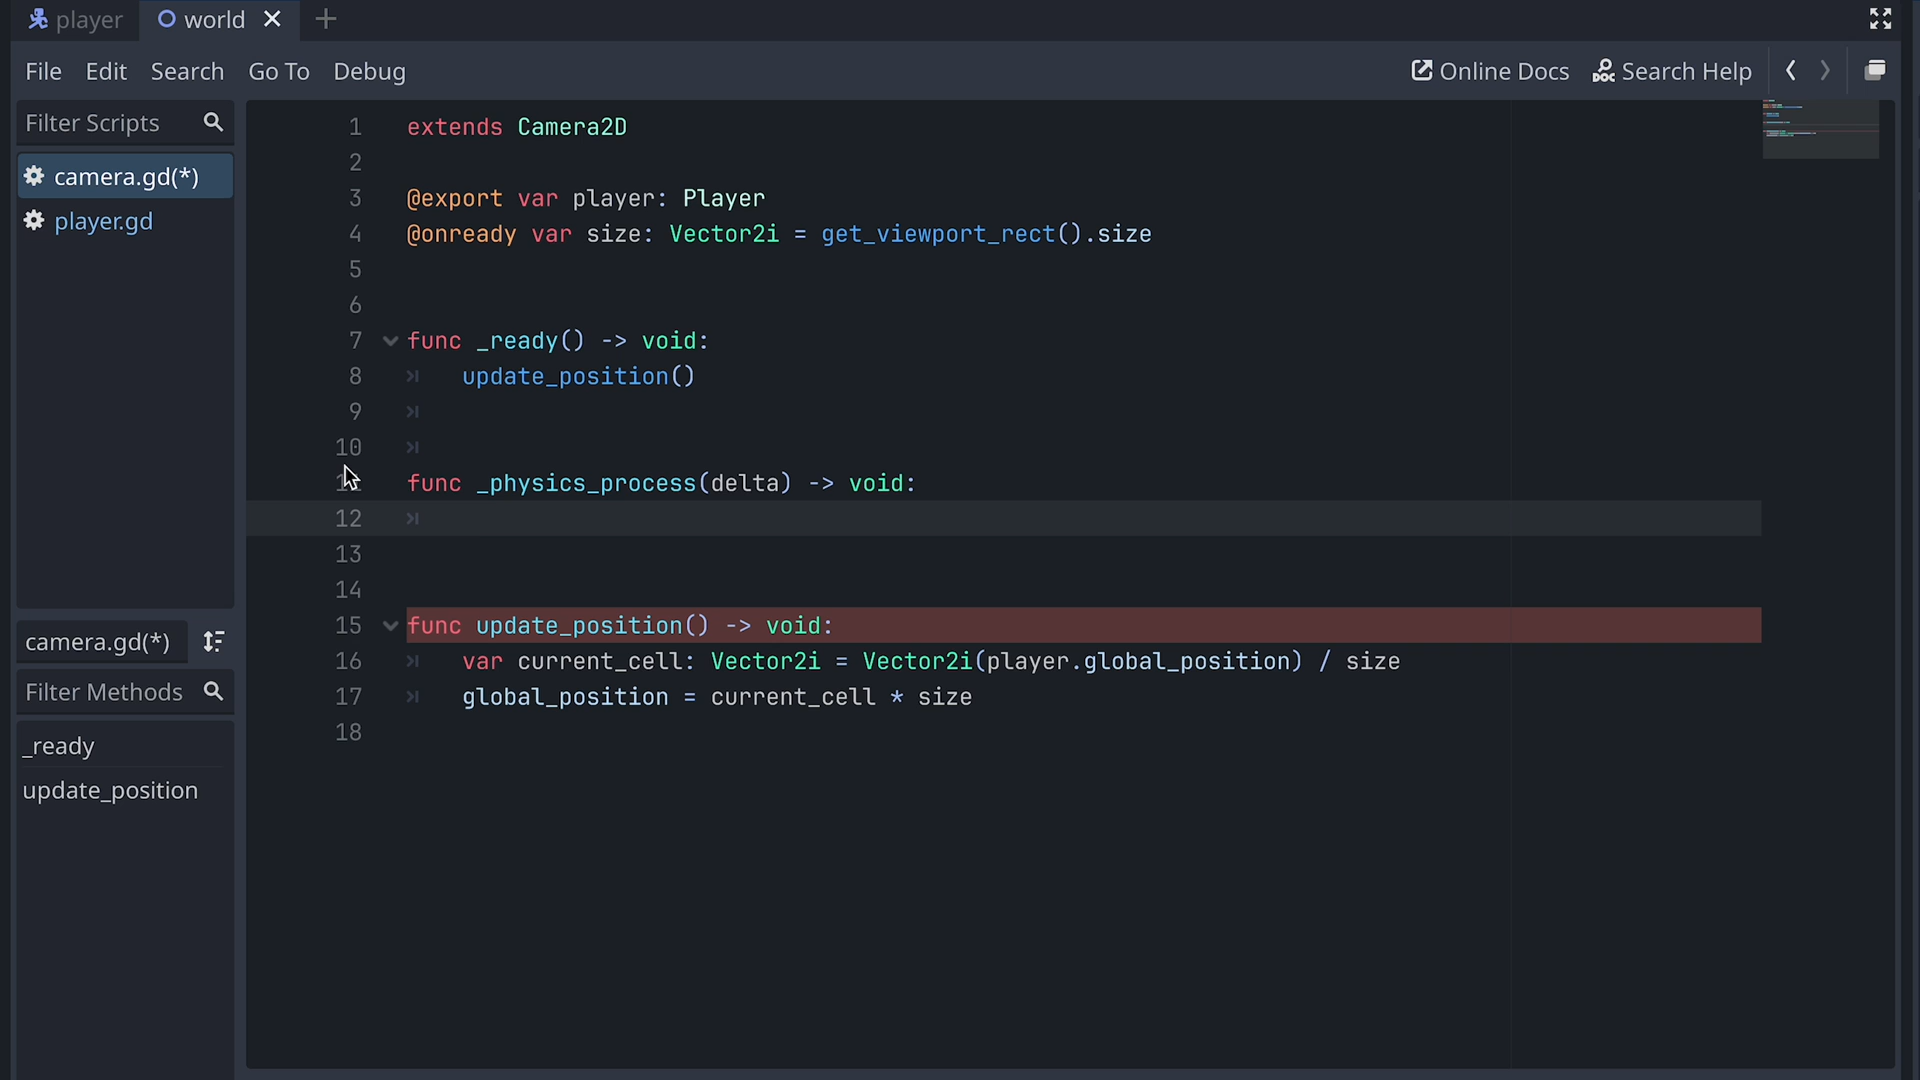 player
world
File Edit Search Go To Debug
Online Docs Search Help
Filter Scripts
camera.gd(*)
player.gd
camera.gd(*)
Filter Methods
_ready
update_position
1 extends Camera2D
2
3 @export var player: Player
4 @onready var size: Vector2i = get_viewport_rect().size
5
6
7 func _ready() -> void:
8 update_position()
9
10
11 func _physics_process(delta) -> void:
12
13
14
15 func update_position() -> void:
16 var current_cell: Vector2i = Vector2i(player.global_position) / size
17 global_position = current_cell * size
18